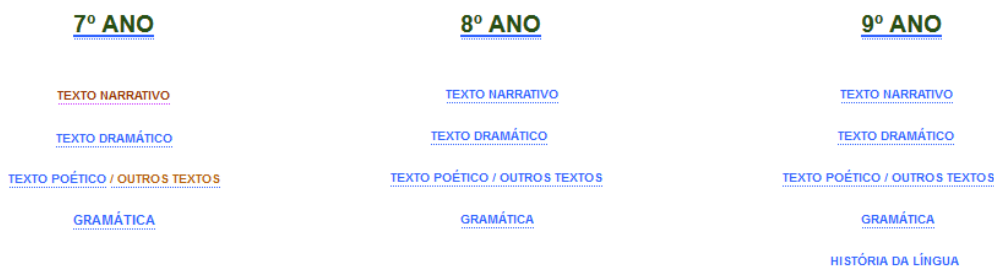 7º ANO
8º ANO
9º ANO
TEXTO NARRATIVO
TEXTO NARRATIVO
TEXTO NARRATIVO
TEXTO DRAMÁTICO
TEXTO DRAMÁTICO
TEXTO DRAMÁTICO
TEXTO POÉTICO / OUTROS TEXTOS
TEXTO POÉTICO / OUTROS TEXTOS
TEXTO POÉTICO / OUTROS TEXTOS
GRAMÁTICA
GRAMÁTICA
GRAMÁTICA
HISTÓRIA DA LÍNGUA